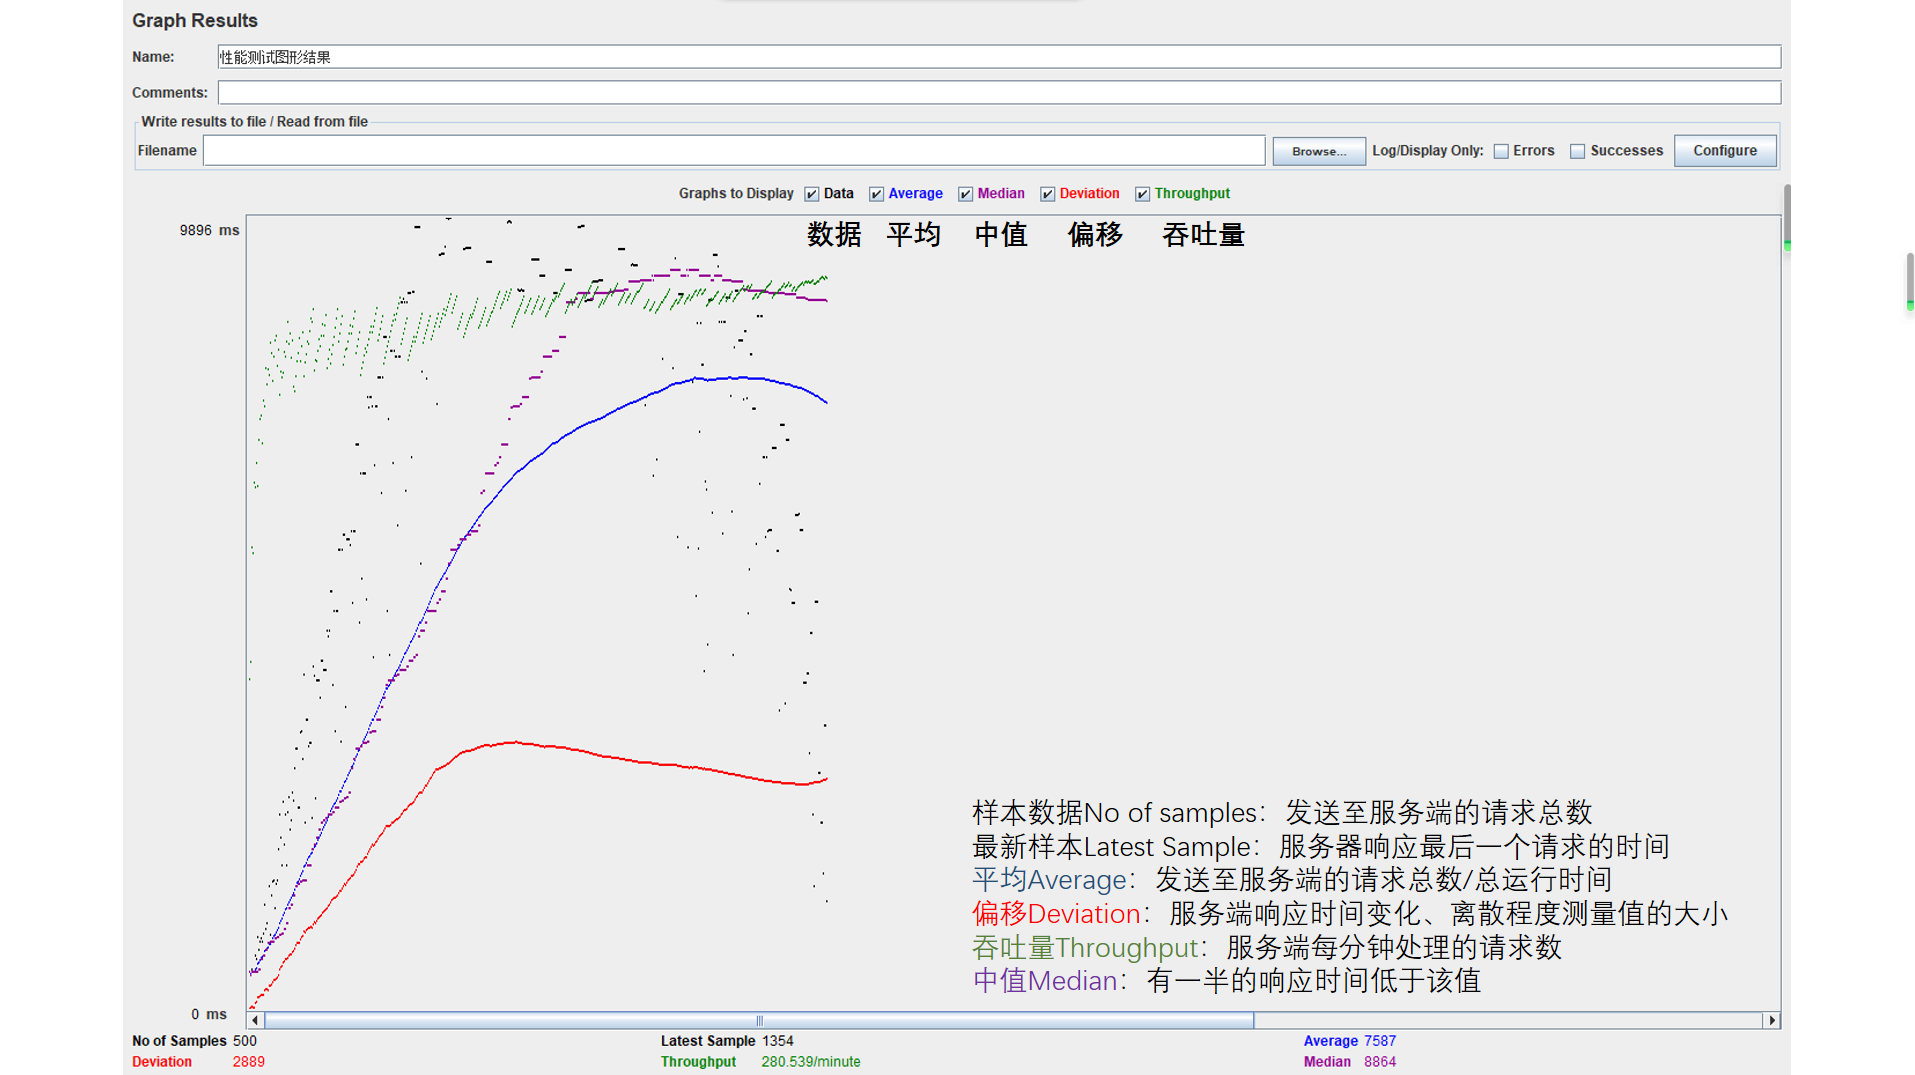 Graph Results
Name: 性能测试图形结果
Comments:
Write results to file / Read from file
Filename Browse... Log/Display Only: Errors Successes Configure
Graphs to Display Data Average Median Deviation Throughput
9896 ms
数据 平均 中值 偏移 吞吐量
样本数据No of samples：发送至服务端的请求总数
最新样本Latest Sample：服务器响应最后一个请求的时间
平均Average：发送至服务端的请求总数/总运行时间
偏移Deviation：服务端响应时间变化、离散程度测量值的大小
吞吐量Throughput：服务端每分钟处理的请求数
中值Median：有一半的响应时间低于该值
0 ms
No of Samples 500 Latest Sample 1354 Average 7587
Deviation 2889 Throughput 280.539/minute Median 8864